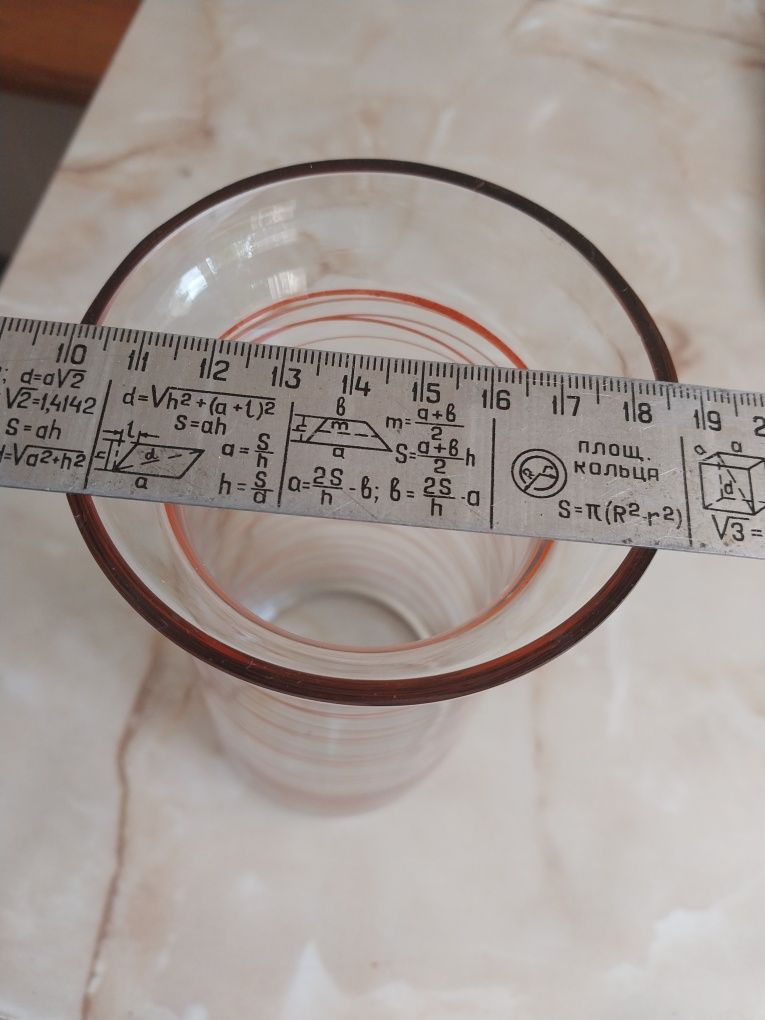 10 11 12 13 14 15 16 17 18 19
; d=a√2
√2=1,4142
S=ah
=√a²+h²
l
d
h
a
d=√h²+(a+l)²
S=ah
a=S/h
h=S/a
в
m
h
a
m=a+в/2
S=a+в/2 h
a=2S/h-в; в=2S/h-a
R r
ПЛОЩ.
КОЛЬЦА
S=π(R²-r²)
a
a
d
√3=